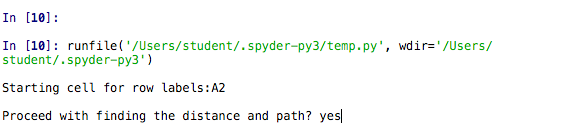 In [10]:
In [10]: runfile('/Users/student/.spyder-py3/temp.py', wdir='/Users/
student/.spyder-py3')
Starting cell for row labels:A2
Proceed with finding the distance and path? yes